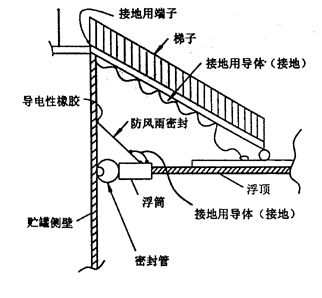 接地用端子
梯子
接地用导体（接地）
导电性橡胶
防风雨密封
浮顶
浮筒
接地用导体（接地）
贮罐侧壁
密封管